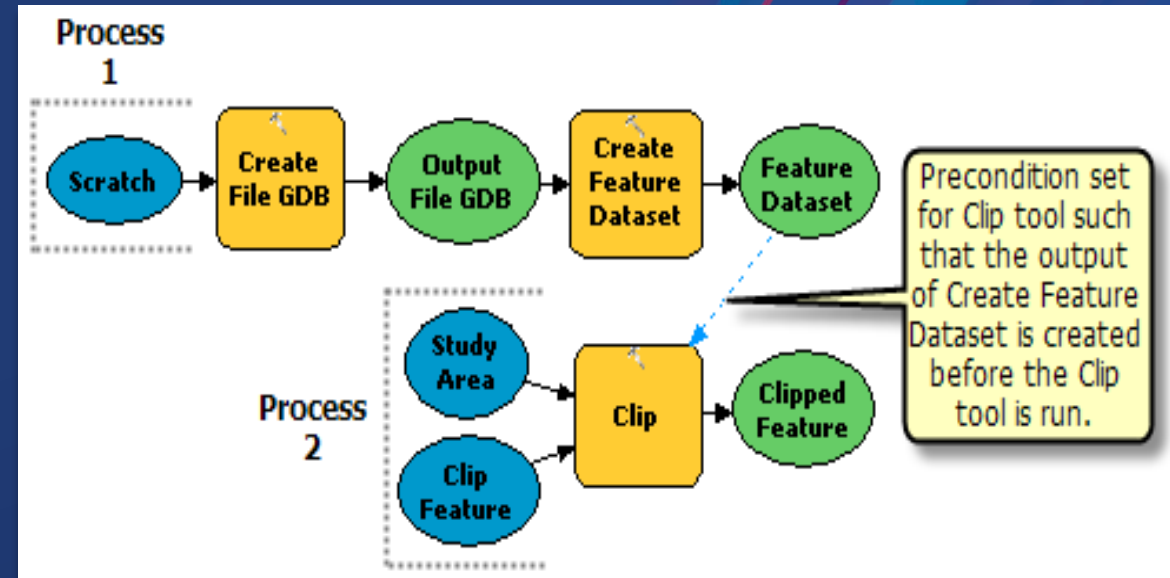 Process
1
Scratch
Create
File GDB
Output
File GDB
Create
Feature
Dataset
Feature
Dataset
Precondition set
for Clip tool such
that the output
of Create Feature
Dataset is created
before the Clip
tool is run.
Process
2
Study
Area
Clip
Feature
Clip
Clipped
Feature